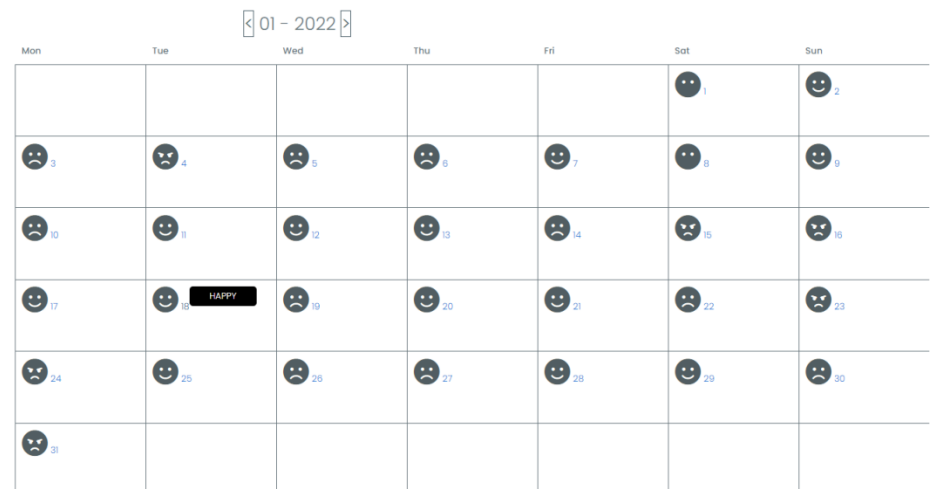 < 01 - 2022 >
Mon Tue Wed Thu Fri Sat Sun
1 2
3 4 5 6 7 8 9
10 11 12 13 14 15 16
17 18 HAPPY 19 20 21 22 23
24 25 26 27 28 29 30
31